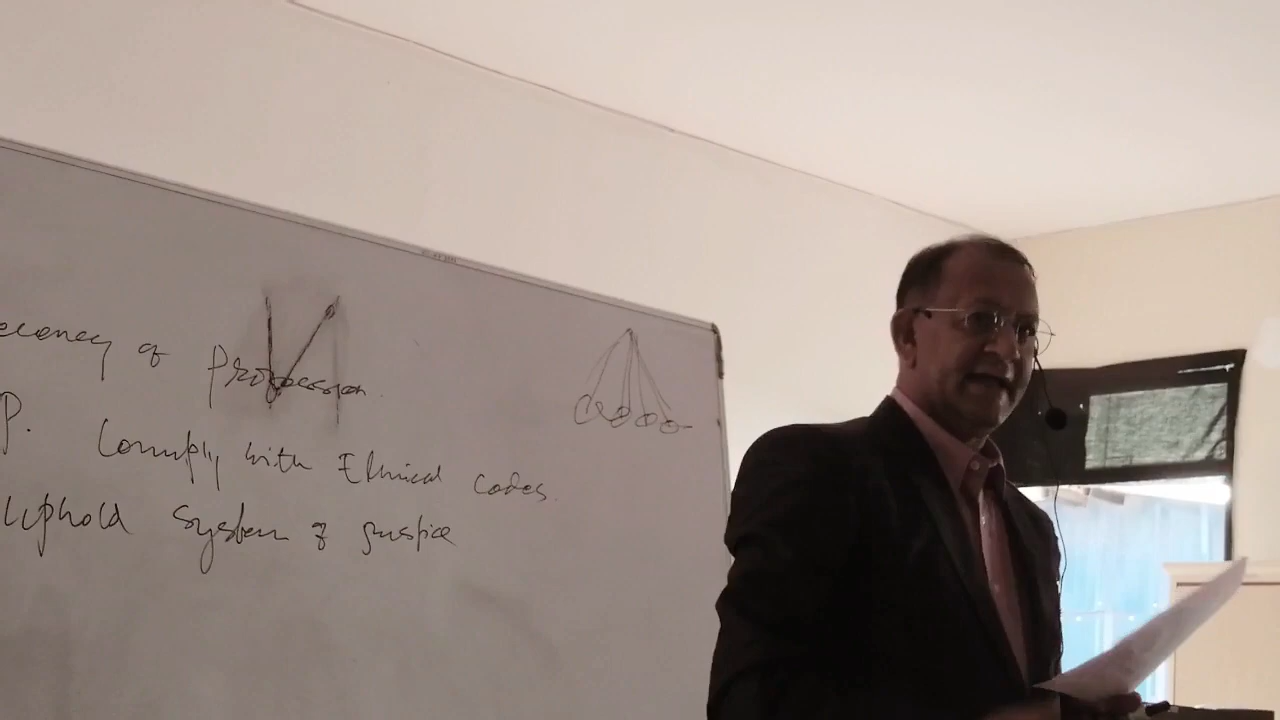 ecency of Profession
P. Comply with Ethical codes.
Uphold system of justice